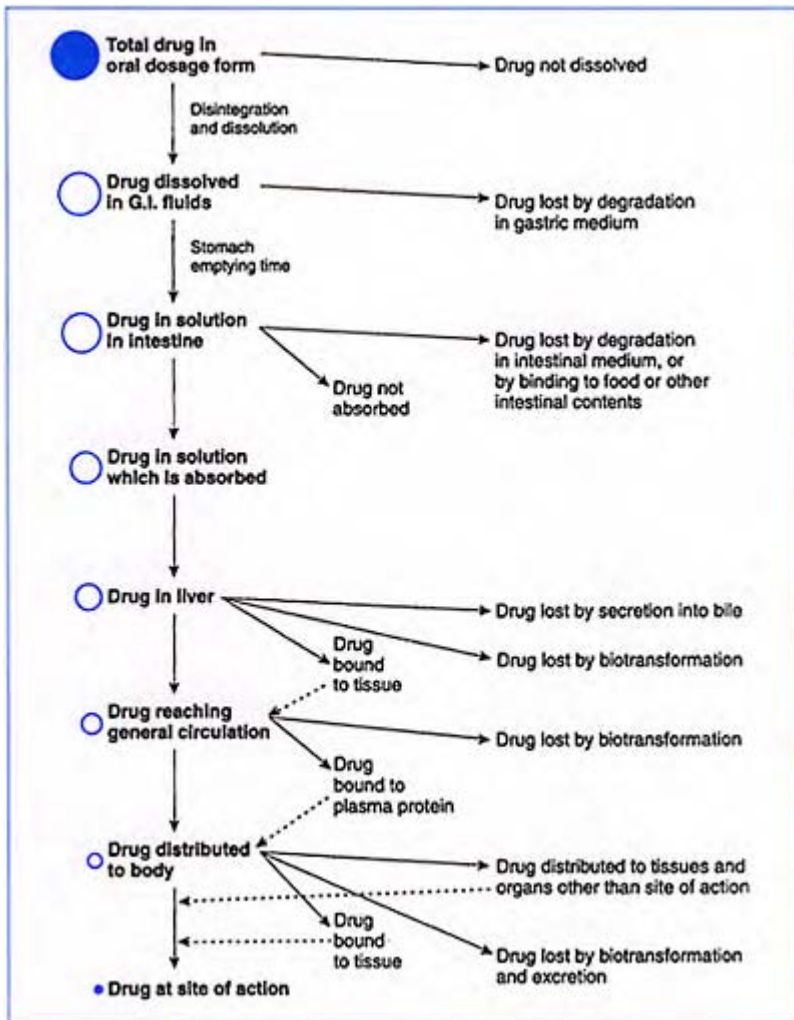 Total drug in
oral dosage form
Drug not dissolved
Disintegration
and dissolution
Drug dissolved
in G.I. fluids
Drug lost by degradation
in gastric medium
Stomach
emptying time
Drug in solution
in intestine
Drug lost by degradation
in intestinal medium, or
by binding to food or other
intestinal contents
Drug not
absorbed
Drug in solution
which is absorbed
Drug in liver
Drug lost by secretion into bile
Drug lost by biotransformation
Drug
bound
to tissue
Drug reaching
general circulation
Drug lost by biotransformation
Drug
bound to
plasma protein
Drug distributed
to body
Drug distributed to tissues and
organs other than site of action
Drug
bound
to tissue
Drug lost by biotransformation
and excretion
Drug at site of action